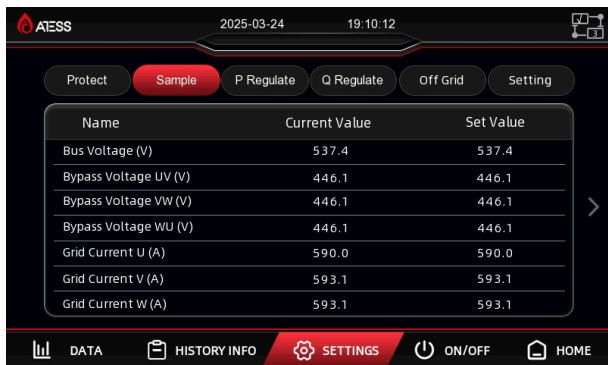 ATESS 2025-03-24 19:10:12
3
Protect Sample P Regulate Q Regulate Off Grid Setting
Name Current Value Set Value
Bus Voltage (V) 537.4 537.4
Bypass Voltage UV (V) 446.1 446.1
Bypass Voltage VW (V) 446.1 446.1
Bypass Voltage WU (V) 446.1 446.1
Grid Current U (A) 590.0 590.0
Grid Current V (A) 593.1 593.1
Grid Current W (A) 593.1 593.1
DATA HISTORY INFO SETTINGS ON/OFF HOME